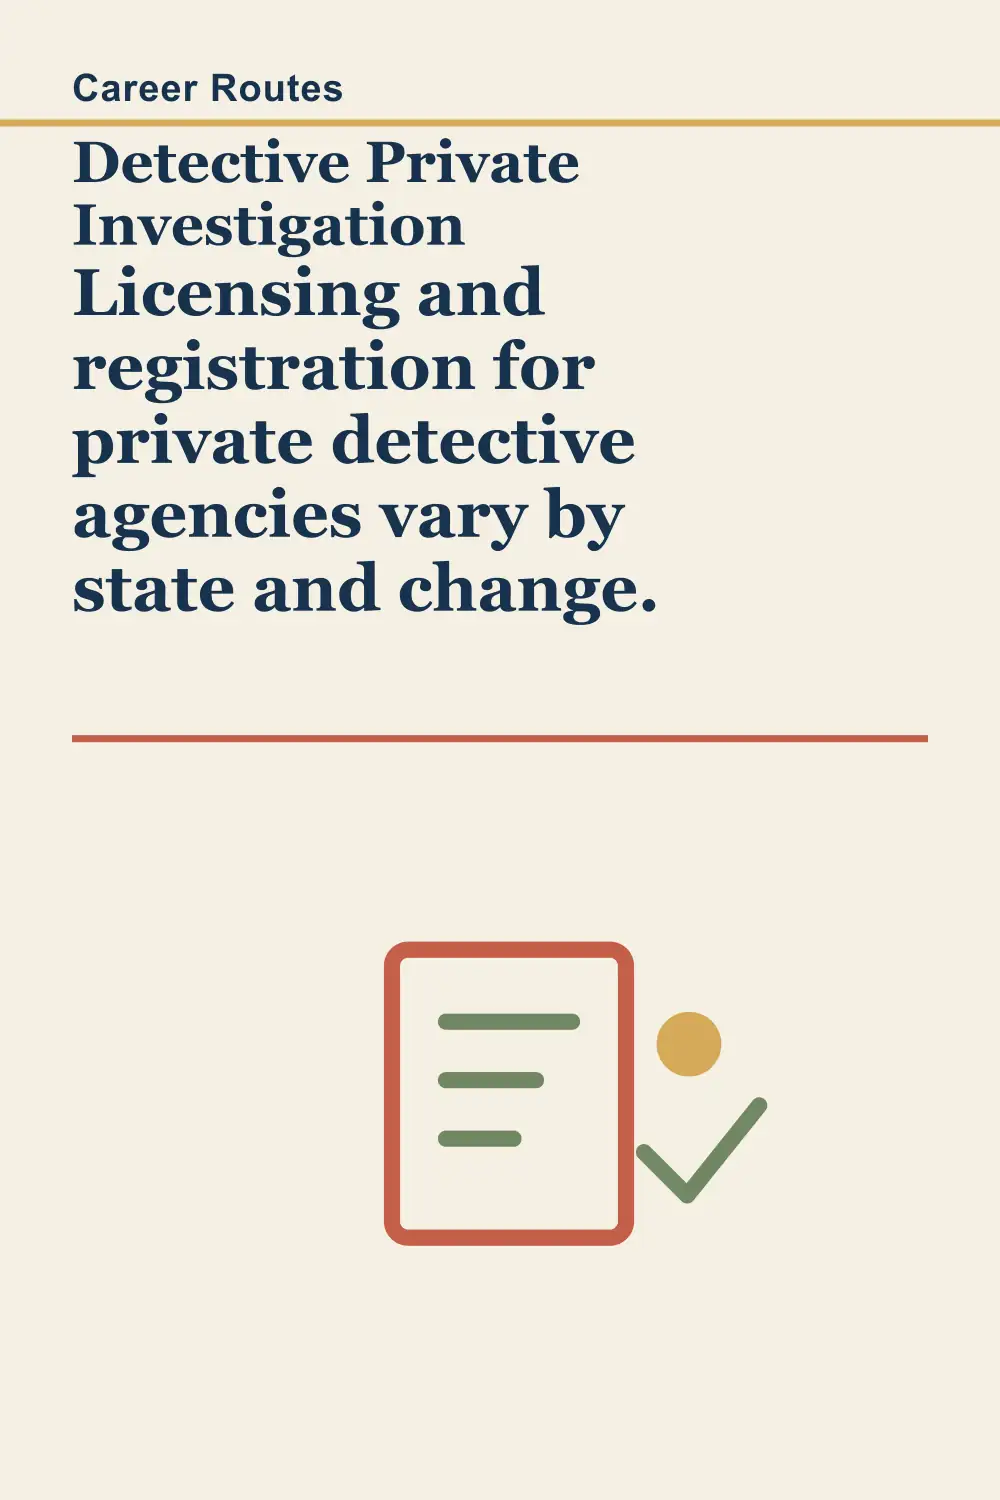 Career Routes
Detective Private
Investigation
Licensing and
registration for
private detective
agencies vary by
state and change.